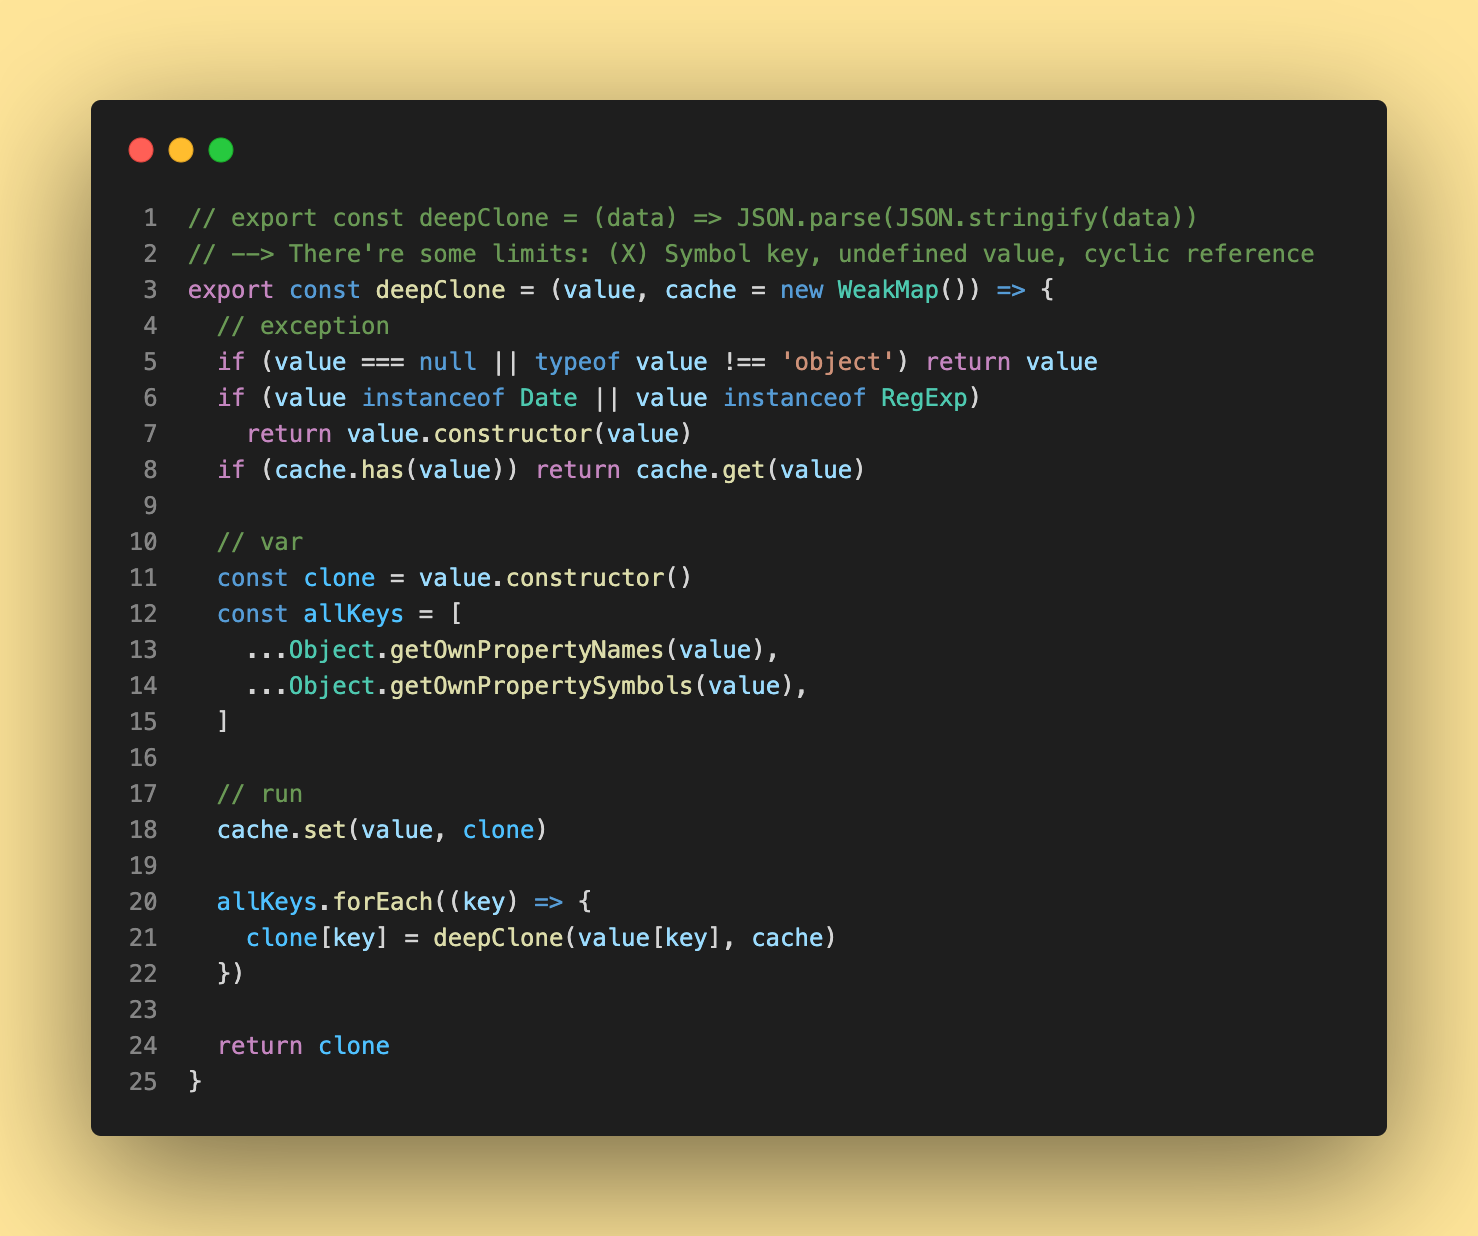 1 // export const deepClone = (data) => JSON.parse(JSON.stringify(data))
2 // --> There're some limits: (X) Symbol key, undefined value, cyclic reference
3 export const deepClone = (value, cache = new WeakMap()) => {
4   // exception
5   if (value === null || typeof value !== 'object') return value
6   if (value instanceof Date || value instanceof RegExp)
7     return value.constructor(value)
8   if (cache.has(value)) return cache.get(value)
9
10   // var
11   const clone = value.constructor()
12   const allKeys = [
13     ...Object.getOwnPropertyNames(value),
14     ...Object.getOwnPropertySymbols(value),
15   ]
16
17   // run
18   cache.set(value, clone)
19
20   allKeys.forEach((key) => {
21     clone[key] = deepClone(value[key], cache)
22   })
23
24   return clone
25 }